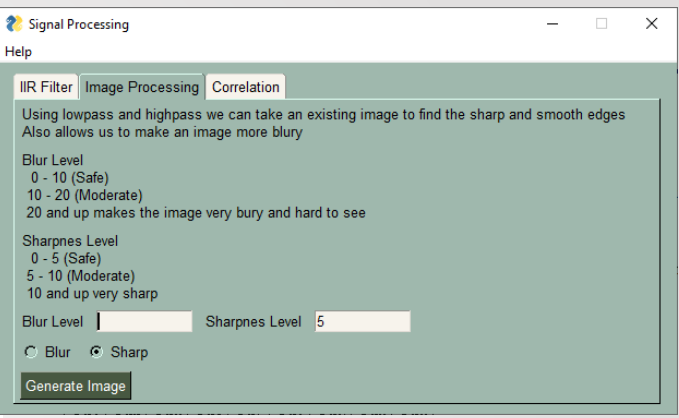 Signal Processing
Help
IIR Filter Image Processing Correlation
Using lowpass and highpass we can take an existing image to find the sharp and smooth edges
Also allows us to make an image more blury
Blur Level
0 - 10 (Safe)
10 - 20 (Moderate)
20 and up makes the image very bury and hard to see
Sharpnes Level
0 - 5 (Safe)
5 - 10 (Moderate)
10 and up very sharp
Blur Level Sharpnes Level 5
Blur Sharp
Generate Image